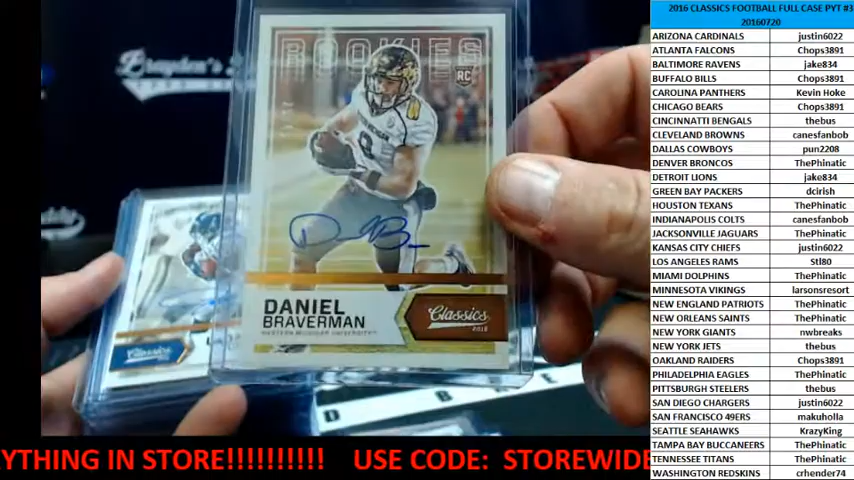 2016 CLASSICS FOOTBALL FULL CASE PYT #3
20160720
ARIZONA CARDINALS justin6022
ATLANTA FALCONS Chops3891
BALTIMORE RAVENS jake834
BUFFALO BILLS Chops3891
CAROLINA PANTHERS Kevin Hoke
CHICAGO BEARS Chops3891
CINCINNATI BENGALS thebus
CLEVELAND BROWNS canesfanbob
DALLAS COWBOYS pun2208
DENVER BRONCOS ThePhinatic
DETROIT LIONS jake834
GREEN BAY PACKERS dcirish
HOUSTON TEXANS ThePhinatic
INDIANAPOLIS COLTS canesfanbob
JACKSONVILLE JAGUARS ThePhinatic
KANSAS CITY CHIEFS justin6022
LOS ANGELES RAMS Stl80
MIAMI DOLPHINS ThePhinatic
MINNESOTA VIKINGS larsonsresort
NEW ENGLAND PATRIOTS ThePhinatic
NEW ORLEANS SAINTS ThePhinatic
NEW YORK GIANTS nwbreaks
NEW YORK JETS thebus
OAKLAND RAIDERS Chops3891
PHILADELPHIA EAGLES ThePhinatic
PITTSBURGH STEELERS thebus
SAN DIEGO CHARGERS justin6022
SAN FRANCISCO 49ERS makuholla
SEATTLE SEAHAWKS KrazyKing
TAMPA BAY BUCCANEERS ThePhinatic
TENNESSEE TITANS ThePhinatic
WASHINGTON REDSKINS crhender74
Brayden's
ROOKIES
RC
DANIEL
BRAVERMAN
WESTERN MICHIGAN UNIVERSITY
Classics
2016
Classics
YTHING IN STORE!!!!!!!!!! USE CODE: STOREWIDE